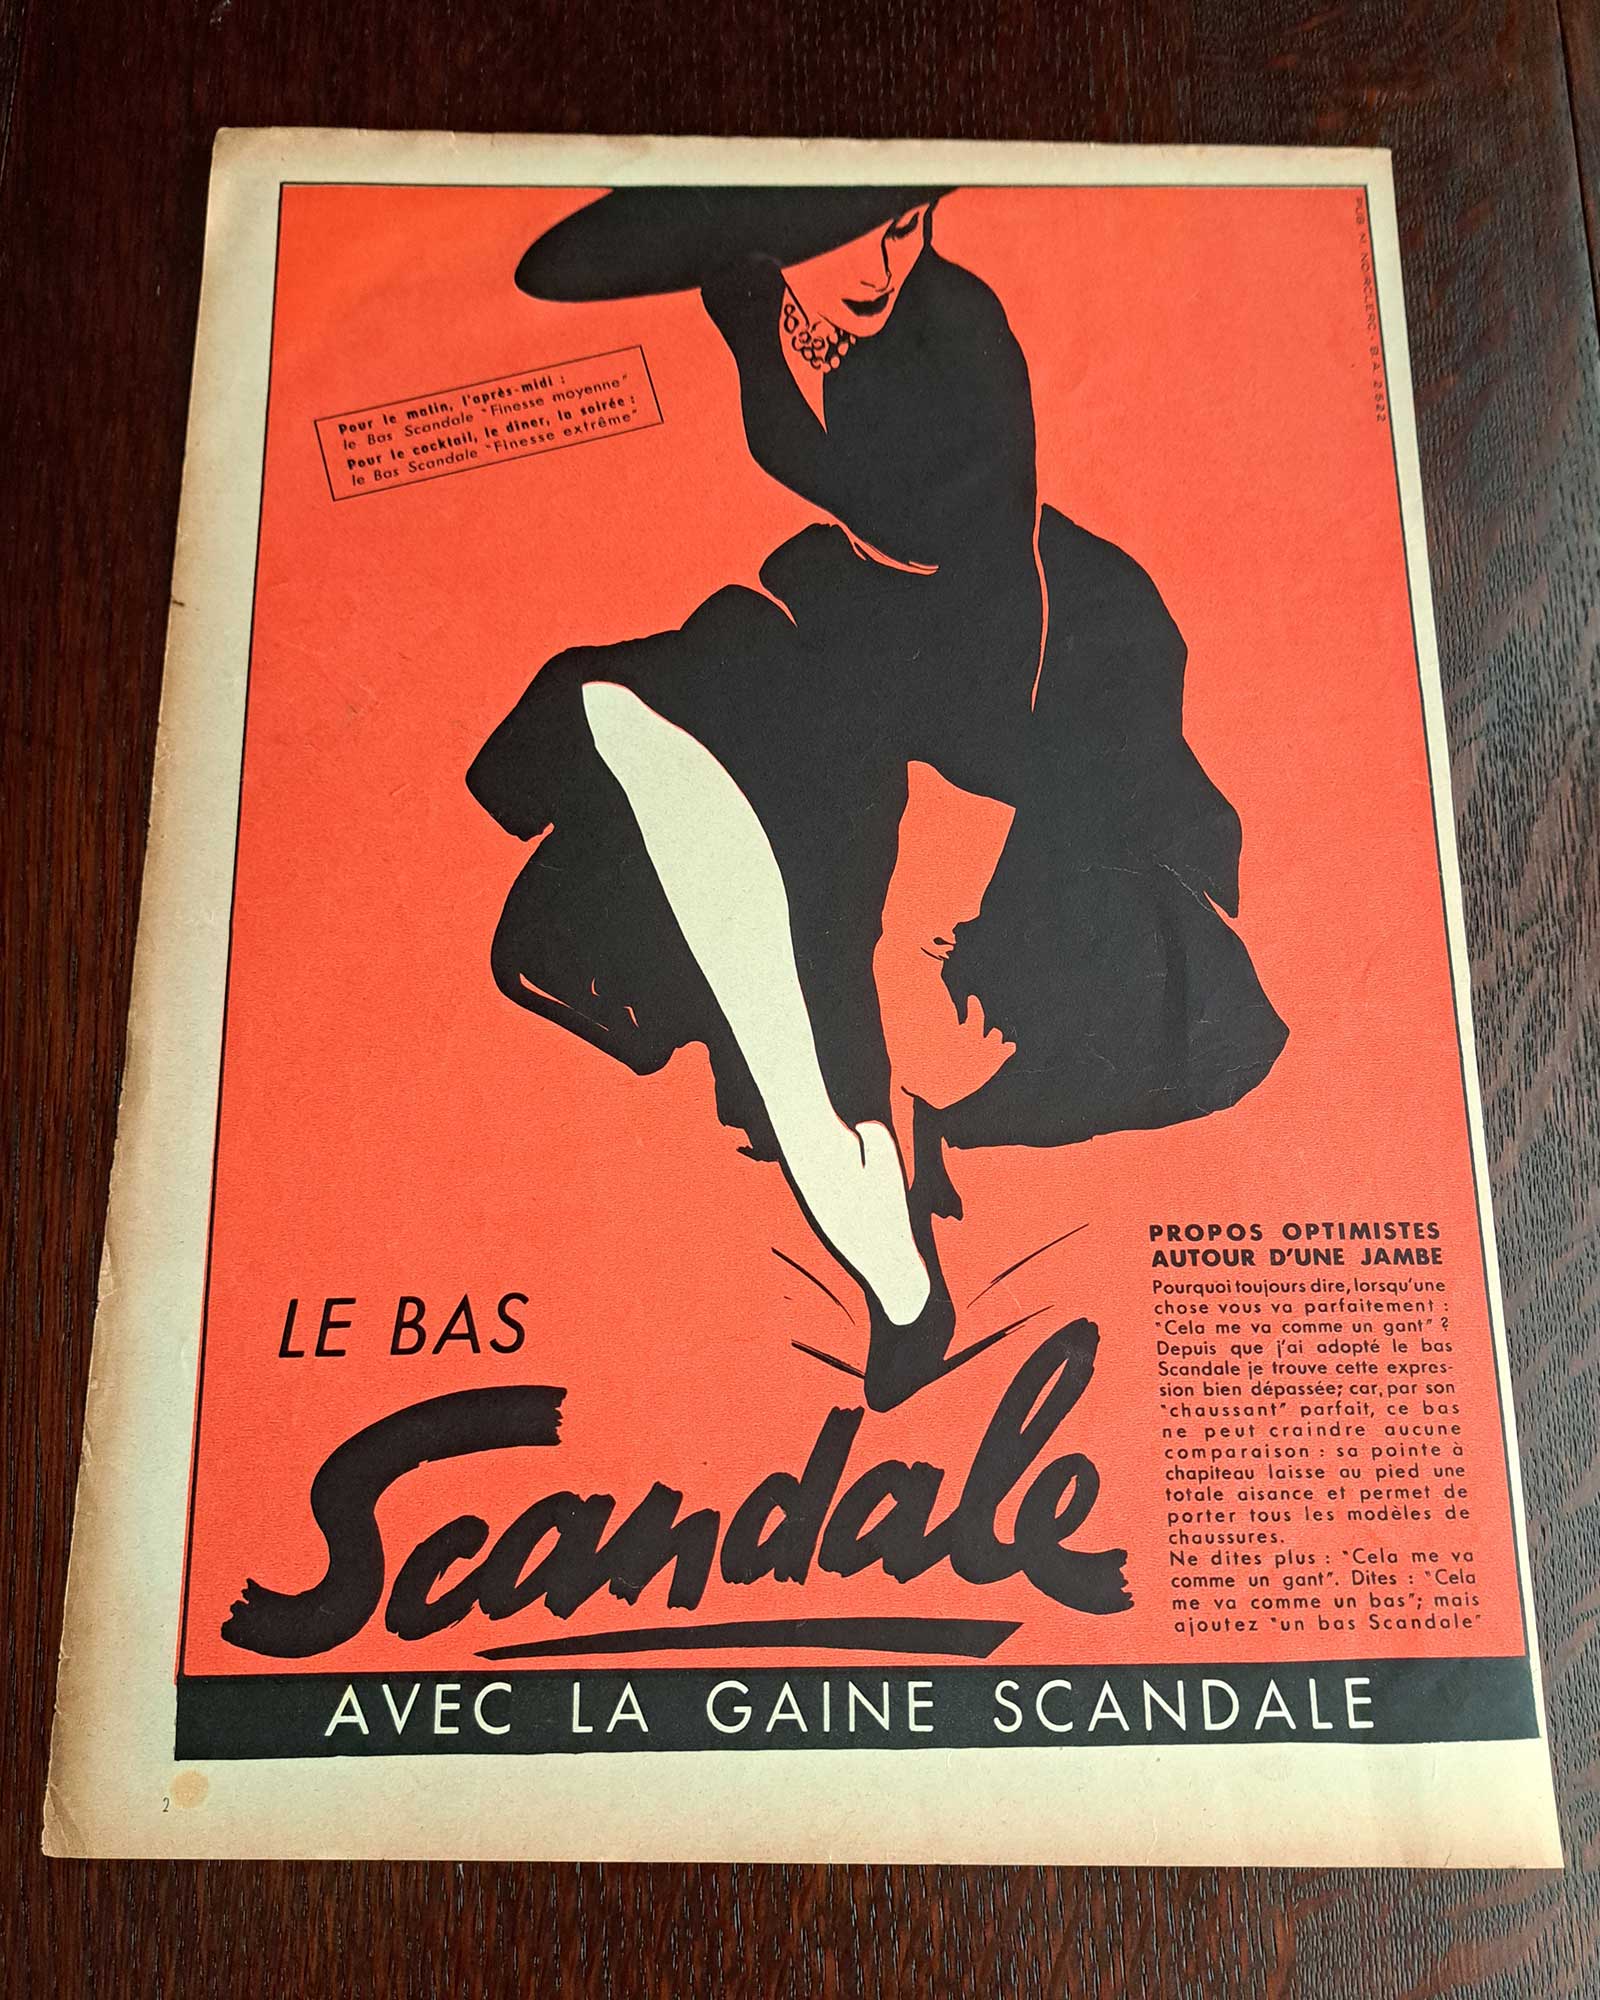 PUB. N. NO-RCLERC - B.A. 2522
Pour le matin, l'après-midi :
le Bas Scandale "Finesse moyenne"
Pour le cocktail, le dîner, la soirée :
le Bas Scandale "Finesse extrême"
LE BAS
Scandale
PROPOS OPTIMISTES
AUTOUR D'UNE JAMBE
Pourquoi toujours dire, lorsqu'une
chose vous va parfaitement :
"Cela me va comme un gant" ?
Depuis que j'ai adopté le bas
Scandale je trouve cette expres-
sion bien dépassée; car, par son
"chaussant" parfait, ce bas
ne peut craindre aucune
comparaison : sa pointe à
chapiteau laisse au pied une
totale aisance et permet de
porter tous les modèles de
chaussures.
Ne dites plus : "Cela me va
comme un gant". Dites : "Cela
me va comme un bas"; mais
ajoutez "un bas Scandale"
AVEC LA GAINE SCANDALE
2